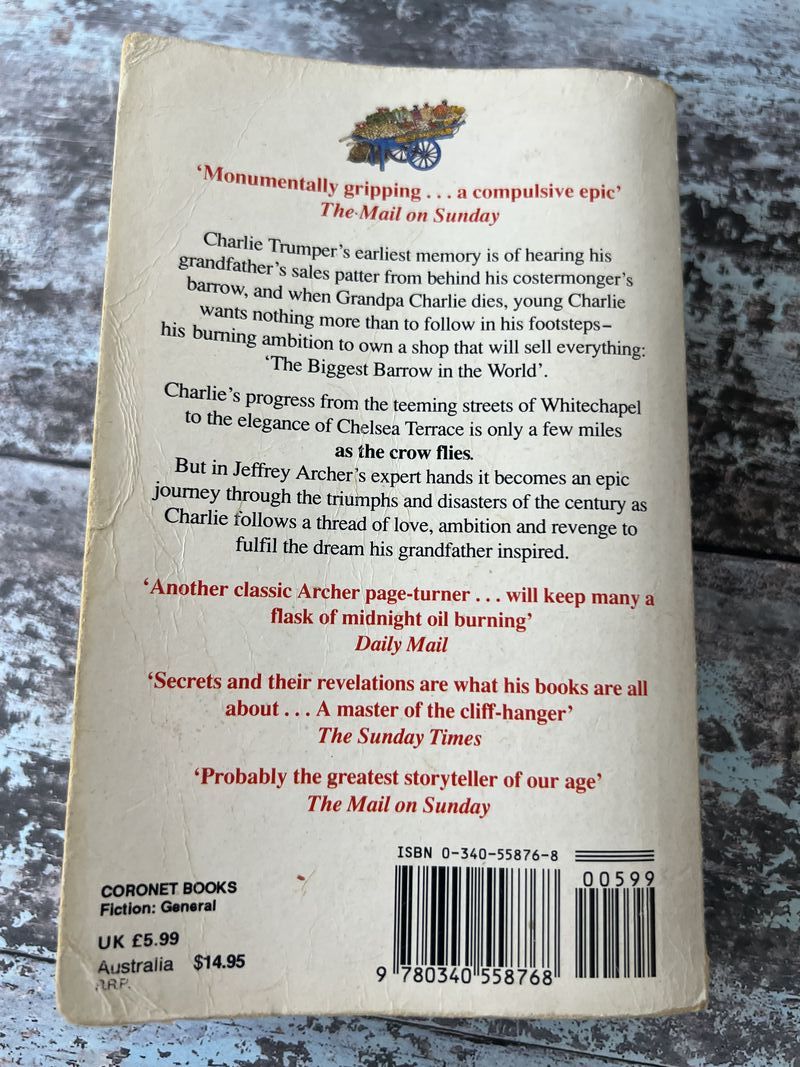 ‘Monumentally gripping . . . a compulsive epic’
The Mail on Sunday
Charlie Trumper’s earliest memory is of hearing his
grandfather’s sales patter from behind his costermonger’s
barrow, and when Grandpa Charlie dies, young Charlie
wants nothing more than to follow in his footsteps–
his burning ambition to own a shop that will sell everything:
‘The Biggest Barrow in the World’.
Charlie’s progress from the teeming streets of Whitechapel
to the elegance of Chelsea Terrace is only a few miles
as the crow flies.
But in Jeffrey Archer’s expert hands it becomes an epic
journey through the triumphs and disasters of the century as
Charlie follows a thread of love, ambition and revenge to
fulfil the dream his grandfather inspired.
‘Another classic Archer page-turner . . . will keep many a
flask of midnight oil burning’
Daily Mail
‘Secrets and their revelations are what his books are all
about . . . A master of the cliff-hanger’
The Sunday Times
‘Probably the greatest storyteller of our age’
The Mail on Sunday
CORONET BOOKS
Fiction: General
UK £5.99
Australia $14.95
R.R.P.
ISBN 0-340-55876-8
00599
9 780340 558768